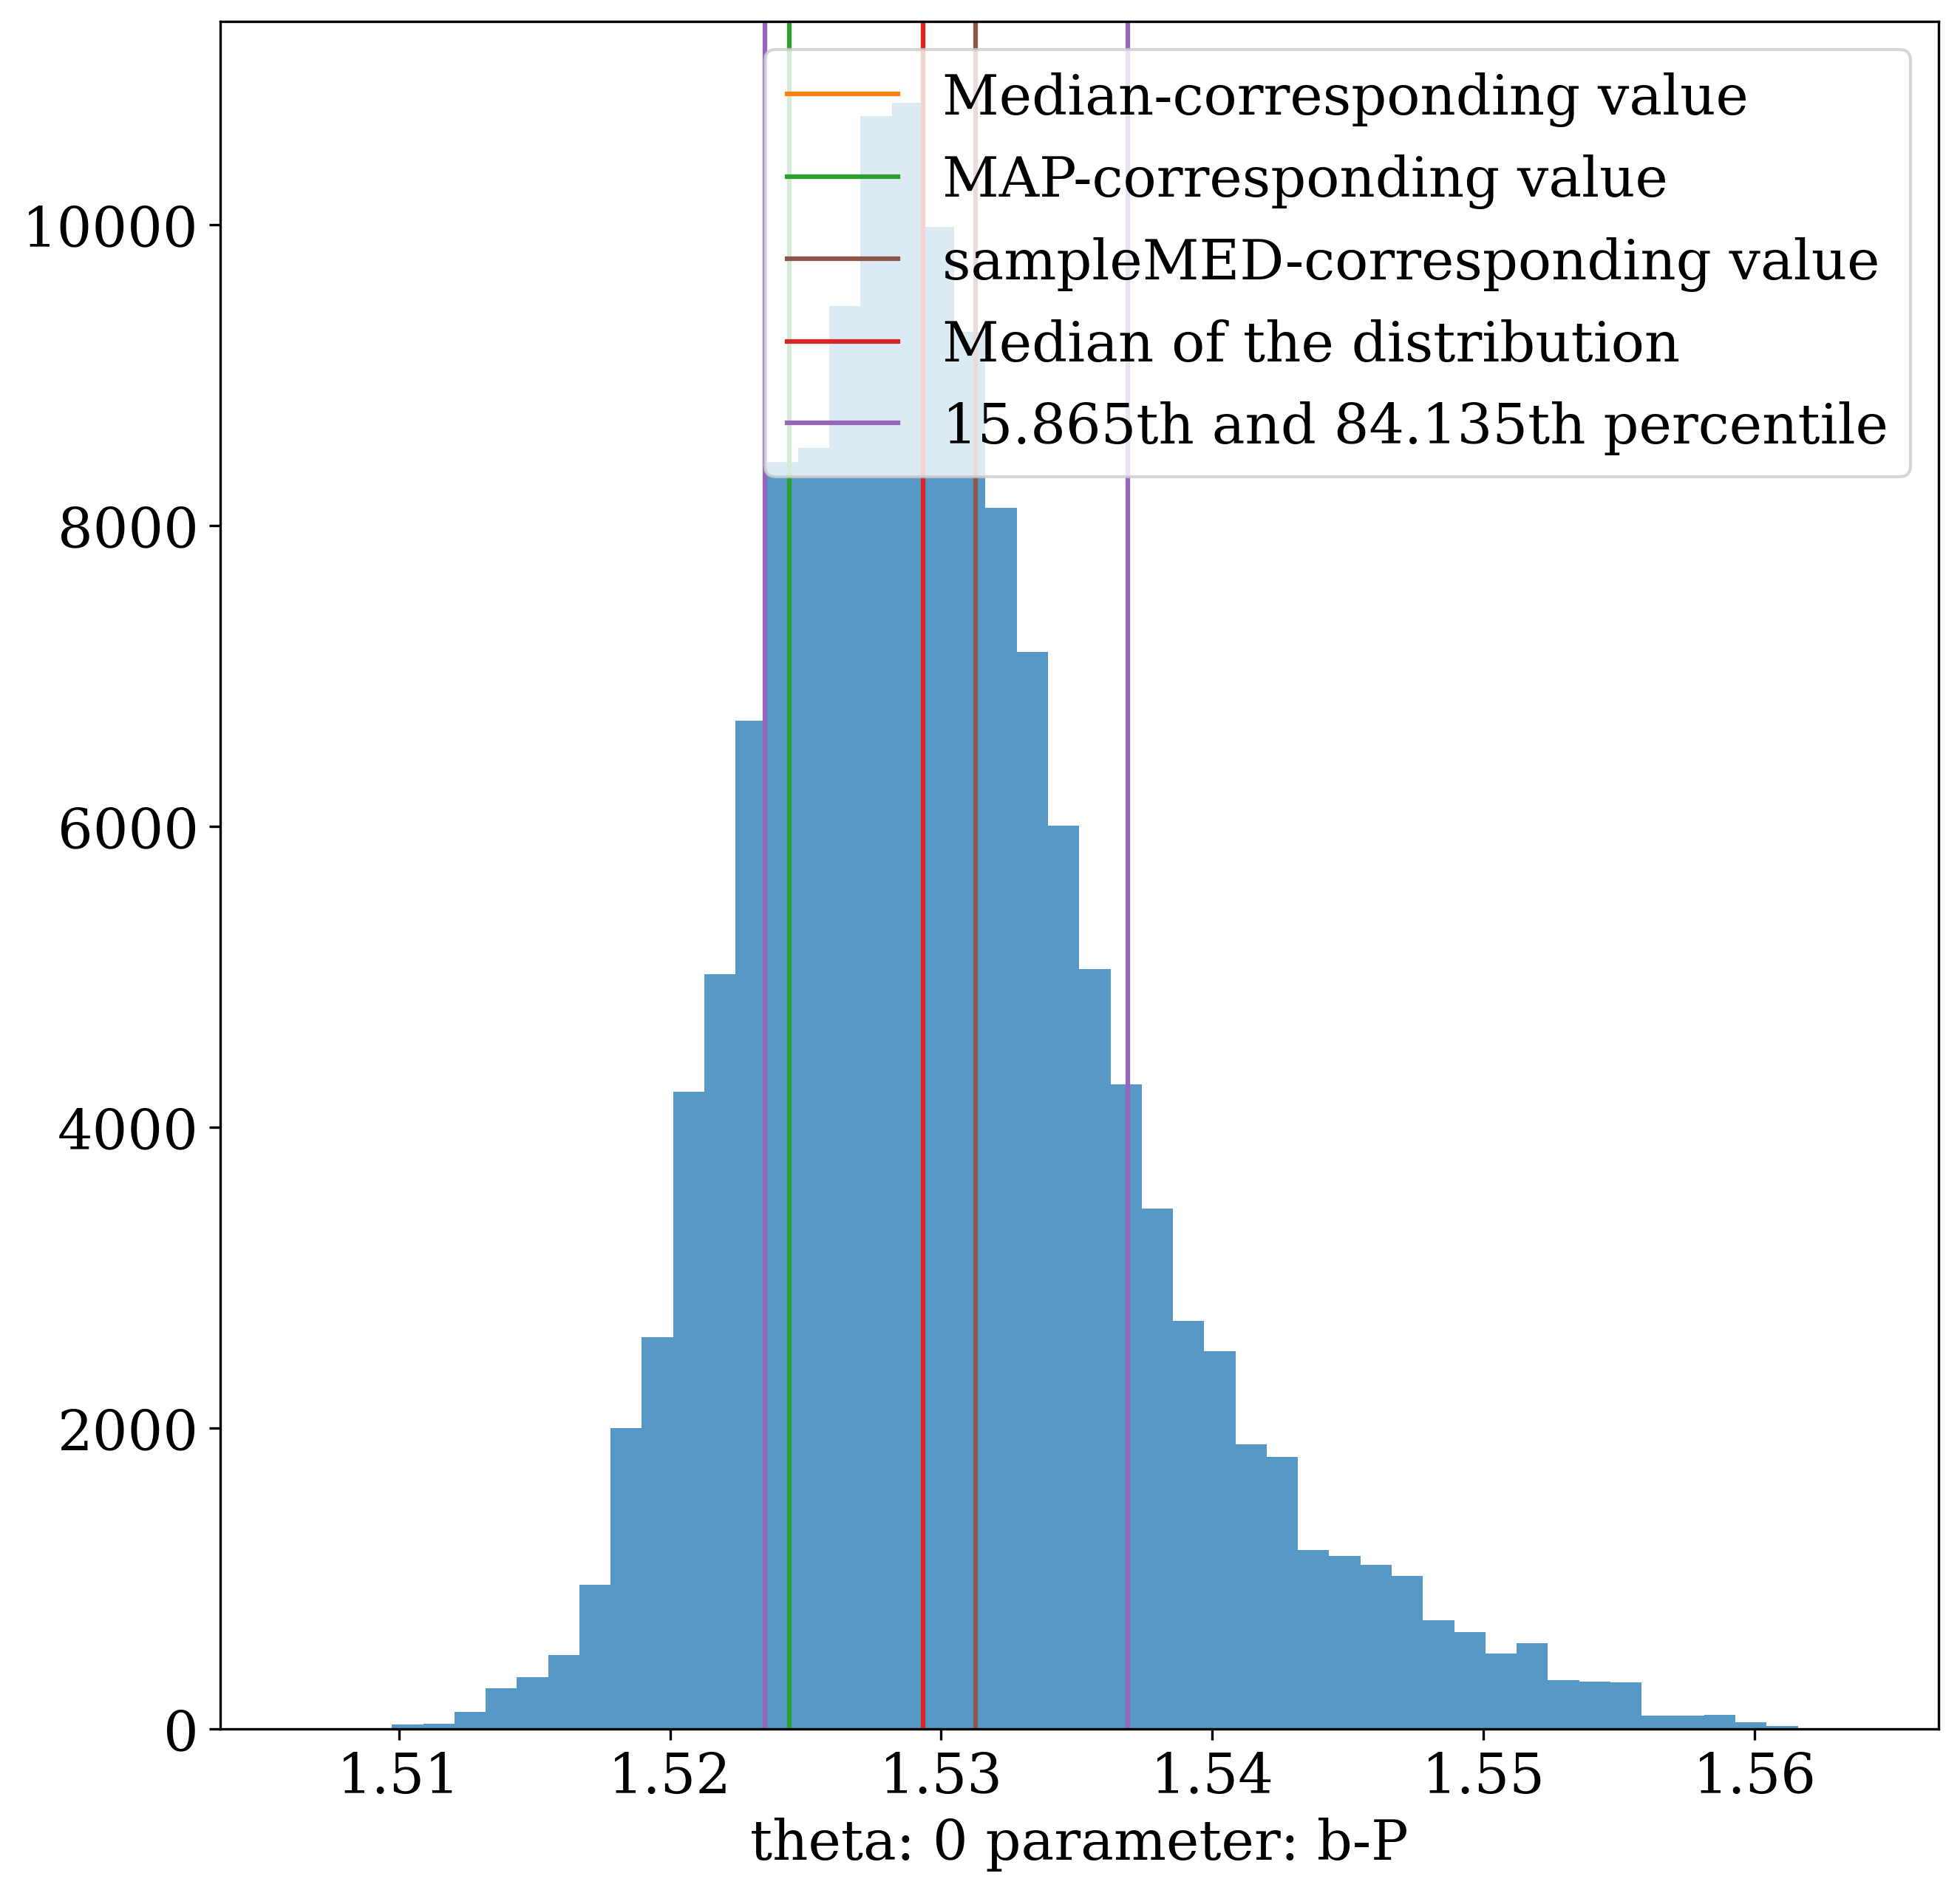 Median-corresponding value
MAP-corresponding value
sampleMED-corresponding value
Median of the distribution
15.865th and 84.135th percentile
10000
8000
6000
4000
2000
0
1.51 1.52 1.53 1.54 1.55 1.56
theta: 0 parameter: b-P